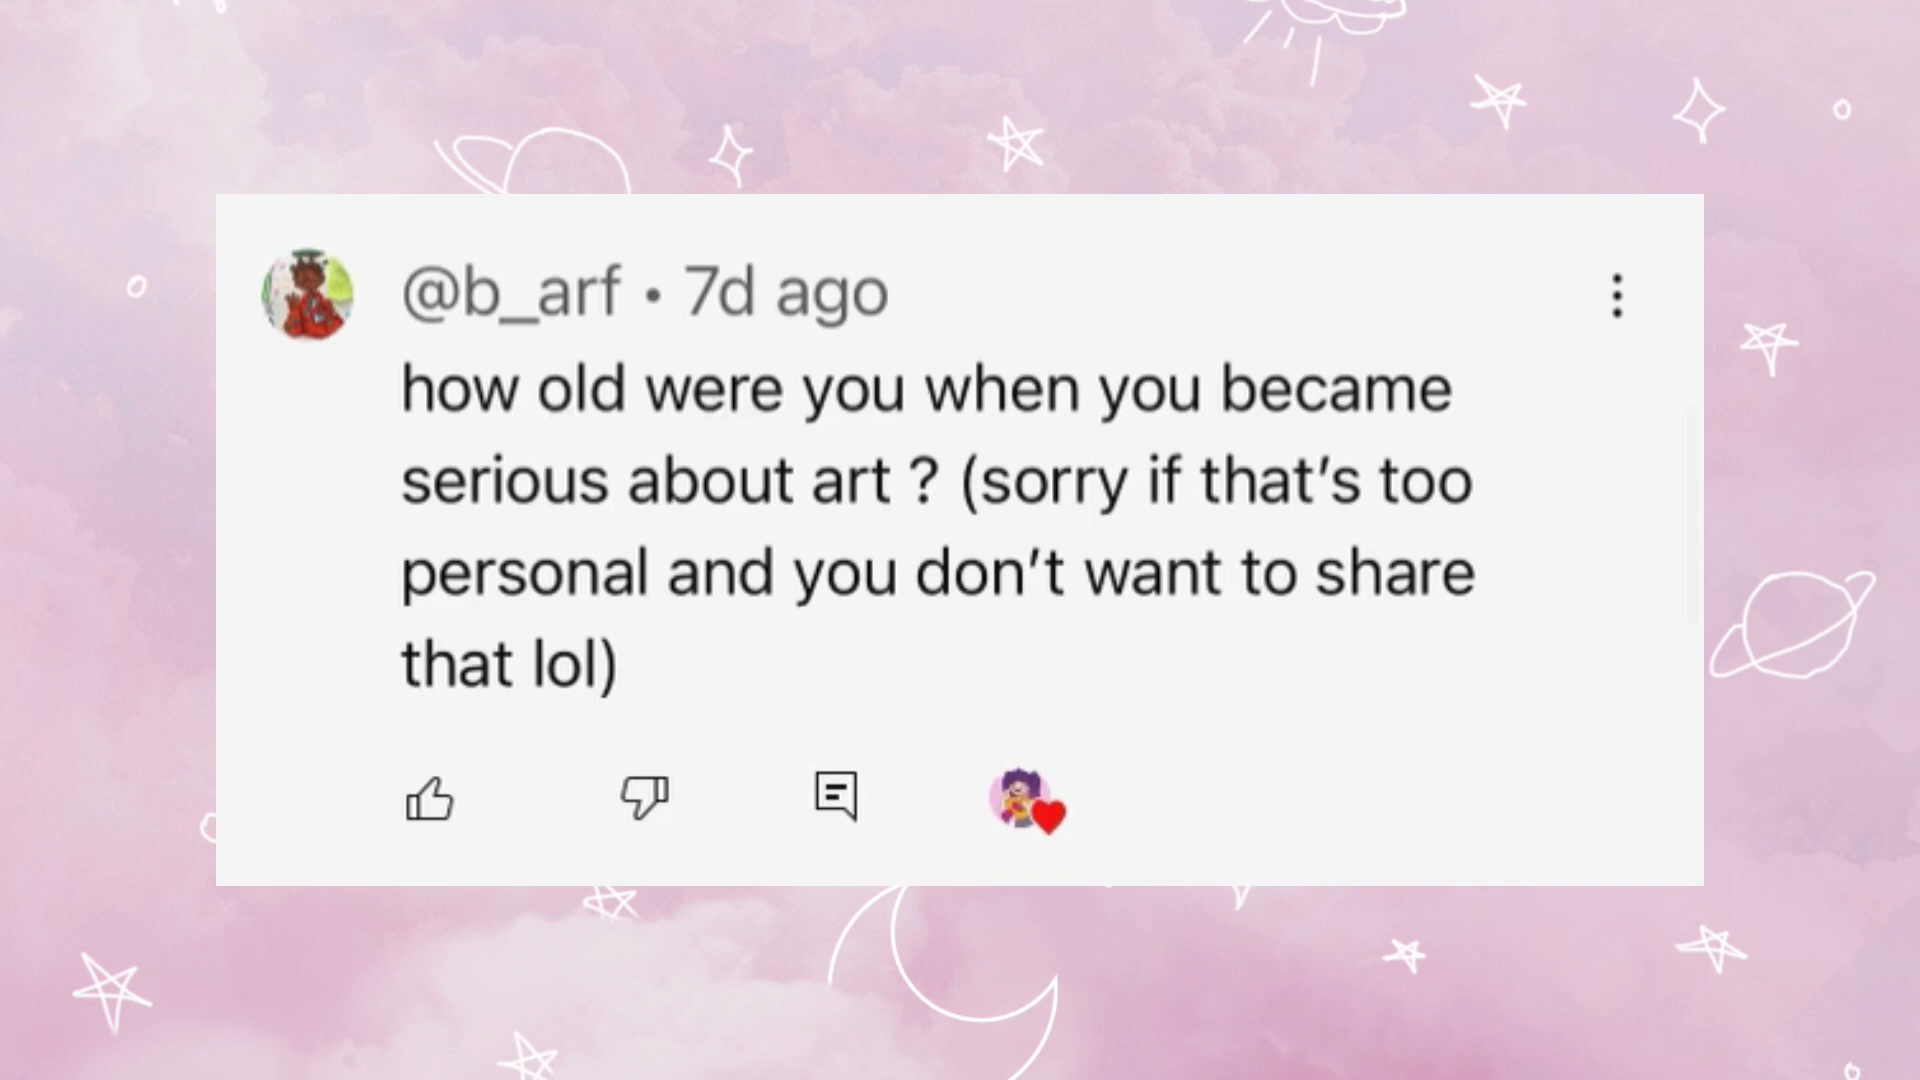 @b_arf • 7d ago
how old were you when you became
serious about art ? (sorry if that’s too
personal and you don’t want to share
that lol)